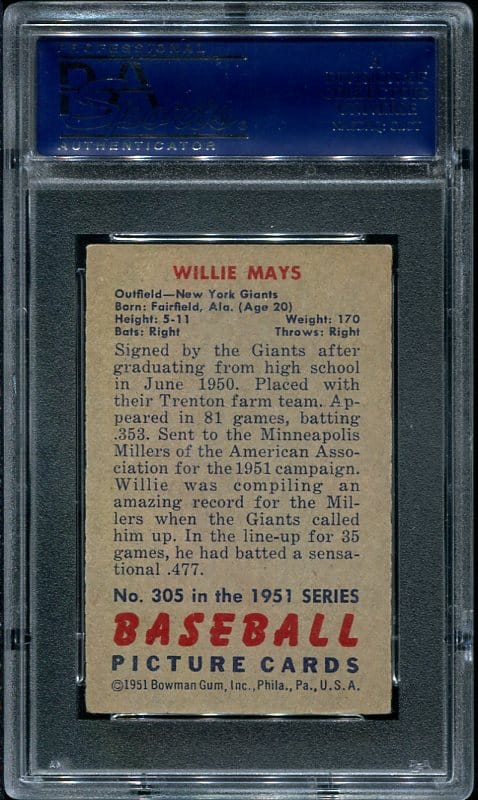 PROFESSIONAL
PSA
Sports
AUTHENTICATOR
WILLIE MAYS
Outfield—New York Giants
Born: Fairfield, Ala. (Age 20)
Height: 5-11 Weight: 170
Bats: Right Throws: Right
Signed by the Giants after
graduating from high school
in June 1950. Placed with
their Trenton farm team. Ap-
peared in 81 games, batting
.353. Sent to the Minneapolis
Millers of the American Asso-
ciation for the 1951 campaign.
Willie was compiling an
amazing record for the Mil-
lers when the Giants called
him up. In the line-up for 35
games, he had batted a sensa-
tional .477.
No. 305 in the 1951 SERIES
BASEBALL
PICTURE CARDS
©1951 Bowman Gum, Inc., Phila., Pa., U.S.A.